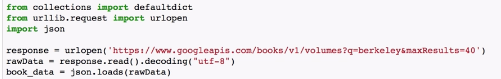 from collections import defaultdict
from urllib.request import urlopen
import json
response = urlopen('https://www.googleapis.com/books/v1/volumes?q=berkeley&maxResults=40')
rawData = response.read().decoding("utf-8")
book_data = json.loads(rawData)